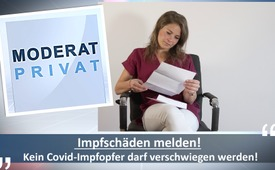 MODERAT
PRIVAT
Impfschäden melden!
Kein Covid-Impfopfer darf verschwiegen werden!